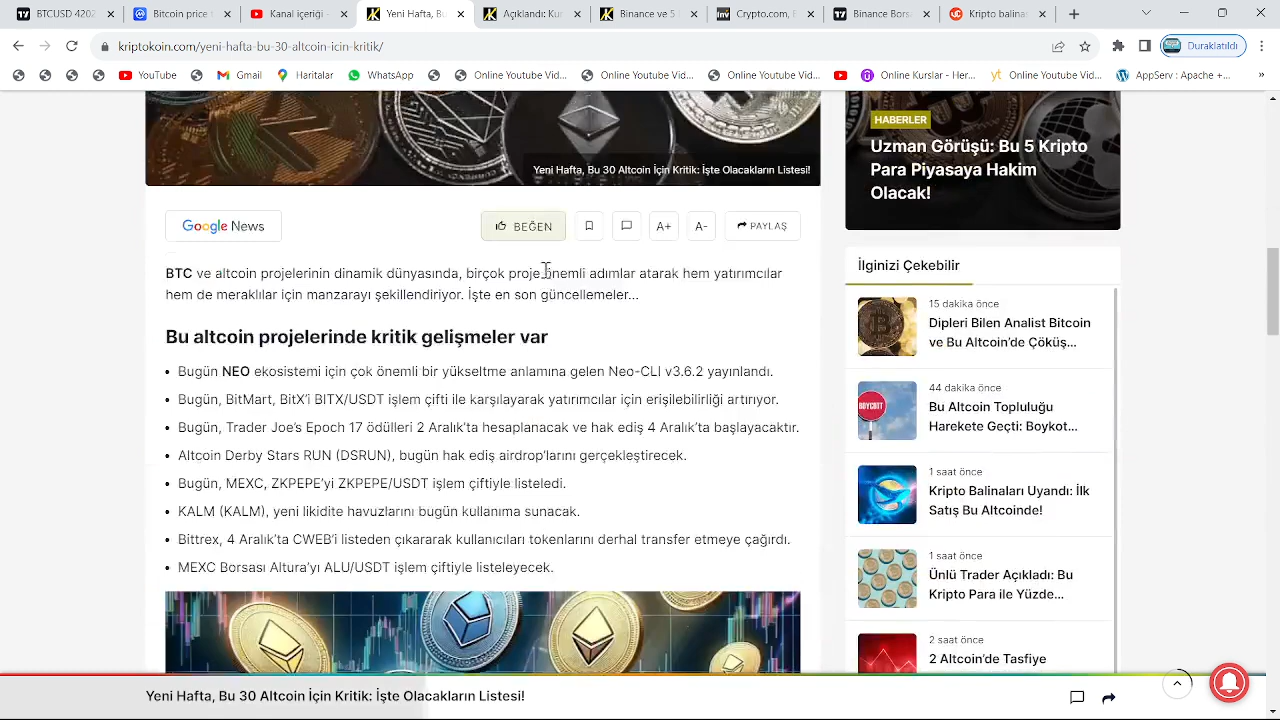 BTCUSD 4202
Bitcoin price t
Kanal içeriği -
Yeni Hafta, Bu
Açıklandı: Kur
Binance ve 5 B
Crypto.com, B
Binance Borsa
Kripto balinas
kriptokoin.com/yeni-hafta-bu-30-altcoin-icin-kritik/
Duraklatıldı
YouTube
Gmail
Haritalar
WhatsApp
Online Youtube Vid...
Online Youtube Vid...
Online Kurslar - Her...
Online Youtube Vid...
AppServ : Apache +...
Yeni Hafta, Bu 30 Altcoin İçin Kritik: İşte Olacakların Listesi!
Google News
BEĞEN
A+
A-
PAYLAŞ
BTC ve altcoin projelerinin dinamik dünyasında, birçok proje önemli adımlar atarak hem yatırımcılar
hem de meraklılar için manzarayı şekillendiriyor. İşte en son güncellemeler…
Bu altcoin projelerinde kritik gelişmeler var
• Bugün NEO ekosistemi için çok önemli bir yükseltme anlamına gelen Neo-CLI v3.6.2 yayınlandı.
• Bugün, BitMart, BitX'i BITX/USDT işlem çifti ile karşılayarak yatırımcılar için erişilebilirliği artırıyor.
• Bugün, Trader Joe's Epoch 17 ödülleri 2 Aralık'ta hesaplanacak ve hak ediş 4 Aralık'ta başlayacaktır.
• Altcoin Derby Stars RUN (DSRUN), bugün hak ediş airdrop'larını gerçekleştirecek.
• Bugün, MEXC, ZKPEPE'yi ZKPEPE/USDT işlem çiftiyle listeledi.
• KALM (KALM), yeni likidite havuzlarını bugün kullanıma sunacak.
• Bittrex, 4 Aralık'ta CWEB'i listeden çıkararak kullanıcıları tokenlarını derhal transfer etmeye çağırdı.
• MEXC Borsası Altura'yı ALU/USDT işlem çiftiyle listeleyecek.
HABERLER
Uzman Görüşü: Bu 5 Kripto
Para Piyasaya Hakim
Olacak!
İlginizi Çekebilir
15 dakika önce
Dipleri Bilen Analist Bitcoin
ve Bu Altcoin'de Çöküş...
44 dakika önce
BOYCOTT
Bu Altcoin Topluluğu
Harekete Geçti: Boykot...
1 saat önce
Kripto Balinaları Uyandı: İlk
Satış Bu Altcoinde!
1 saat önce
Ünlü Trader Açıkladı: Bu
Kripto Para ile Yüzde...
2 saat önce
2 Altcoin'de Tasfiye
Yeni Hafta, Bu 30 Altcoin İçin Kritik: İşte Olacakların Listesi!